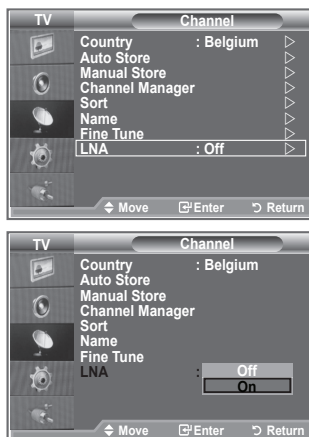 TV Channel
Country : Belgium
Auto Store
Manual Store
Channel Manager
Sort
Name
Fine Tune
LNA : Off
Move Enter Return
TV Channel
Country : Belgium
Auto Store
Manual Store
Channel Manager
Sort
Name
Fine Tune
LNA : Off
On
Move Enter Return